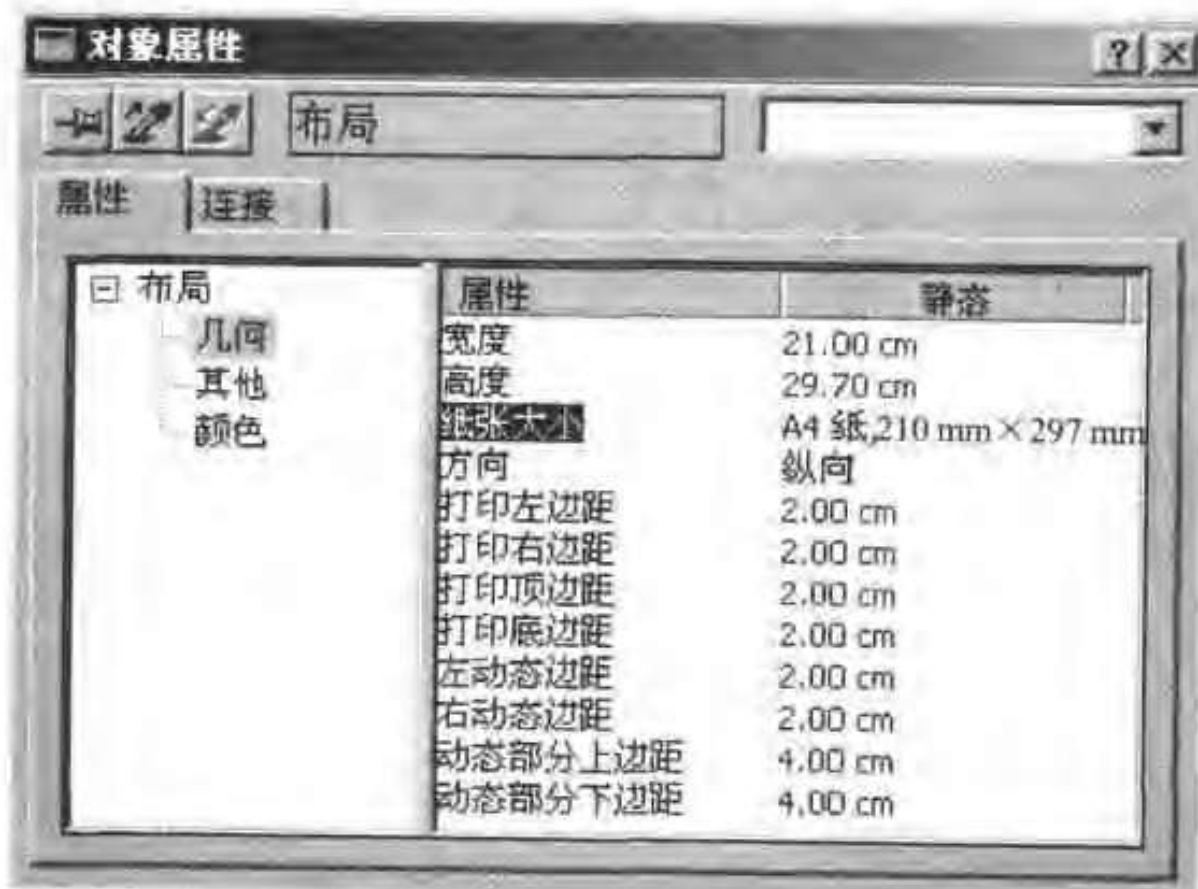 对象属性
布局
属性 连接
布局
几何
其他
颜色
属性 静态
宽度 21.00 cm
高度 29.70 cm
纸张大小 A4 纸,210 mm×297 mm
方向 纵向
打印左边距 2.00 cm
打印右边距 2.00 cm
打印顶边距 2.00 cm
打印底边距 2.00 cm
左动态边距 2.00 cm
右动态边距 2.00 cm
动态部分上边距 4.00 cm
动态部分下边距 4.00 cm